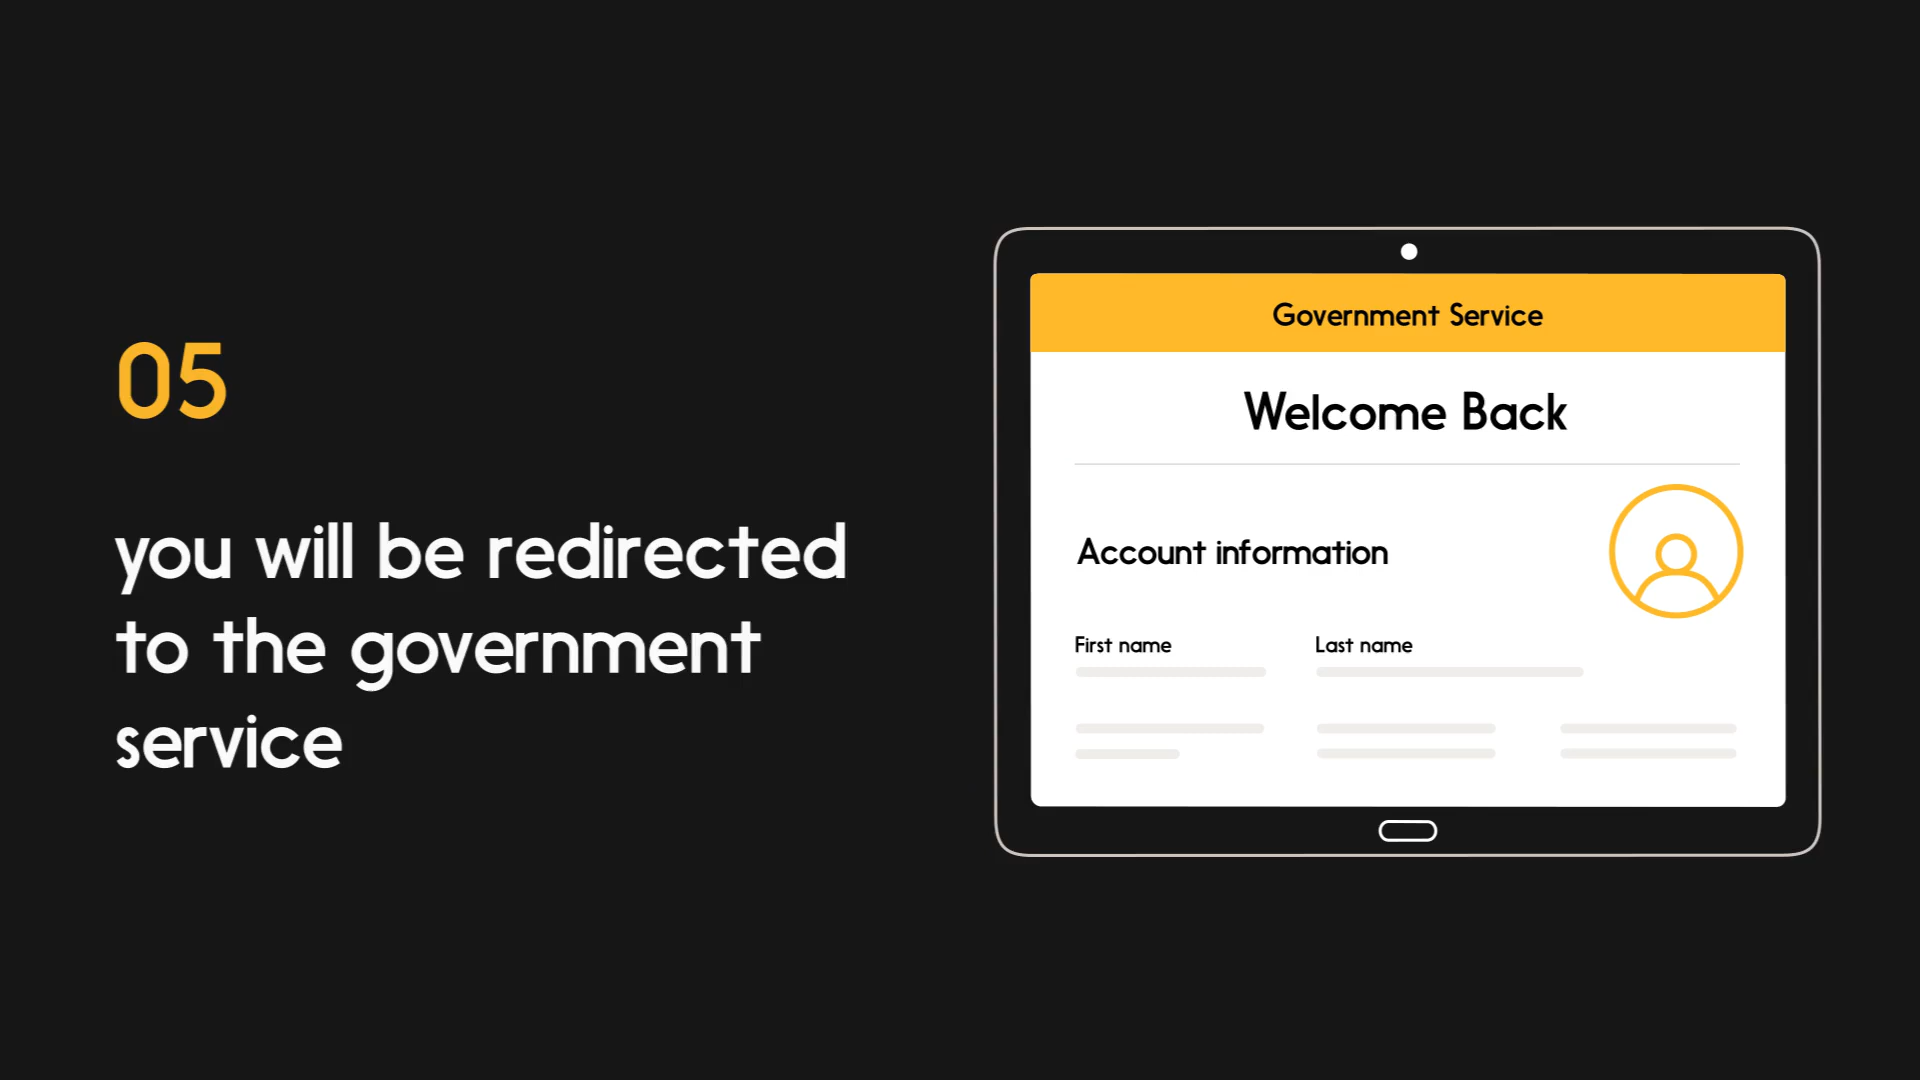 05
you will be redirected
to the government
service
Government Service
Welcome Back
Account information
First name
Last name